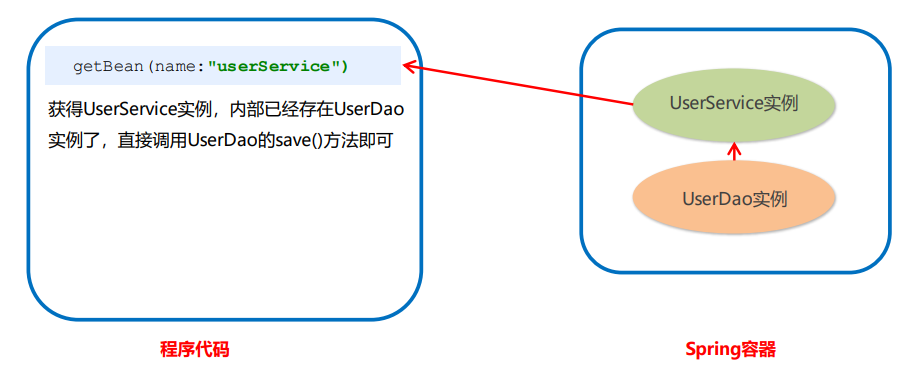 getBean(name:"userService")
获得UserService实例，内部已经存在UserDao
实例了，直接调用UserDao的save()方法即可
UserService实例
UserDao实例
程序代码
Spring容器